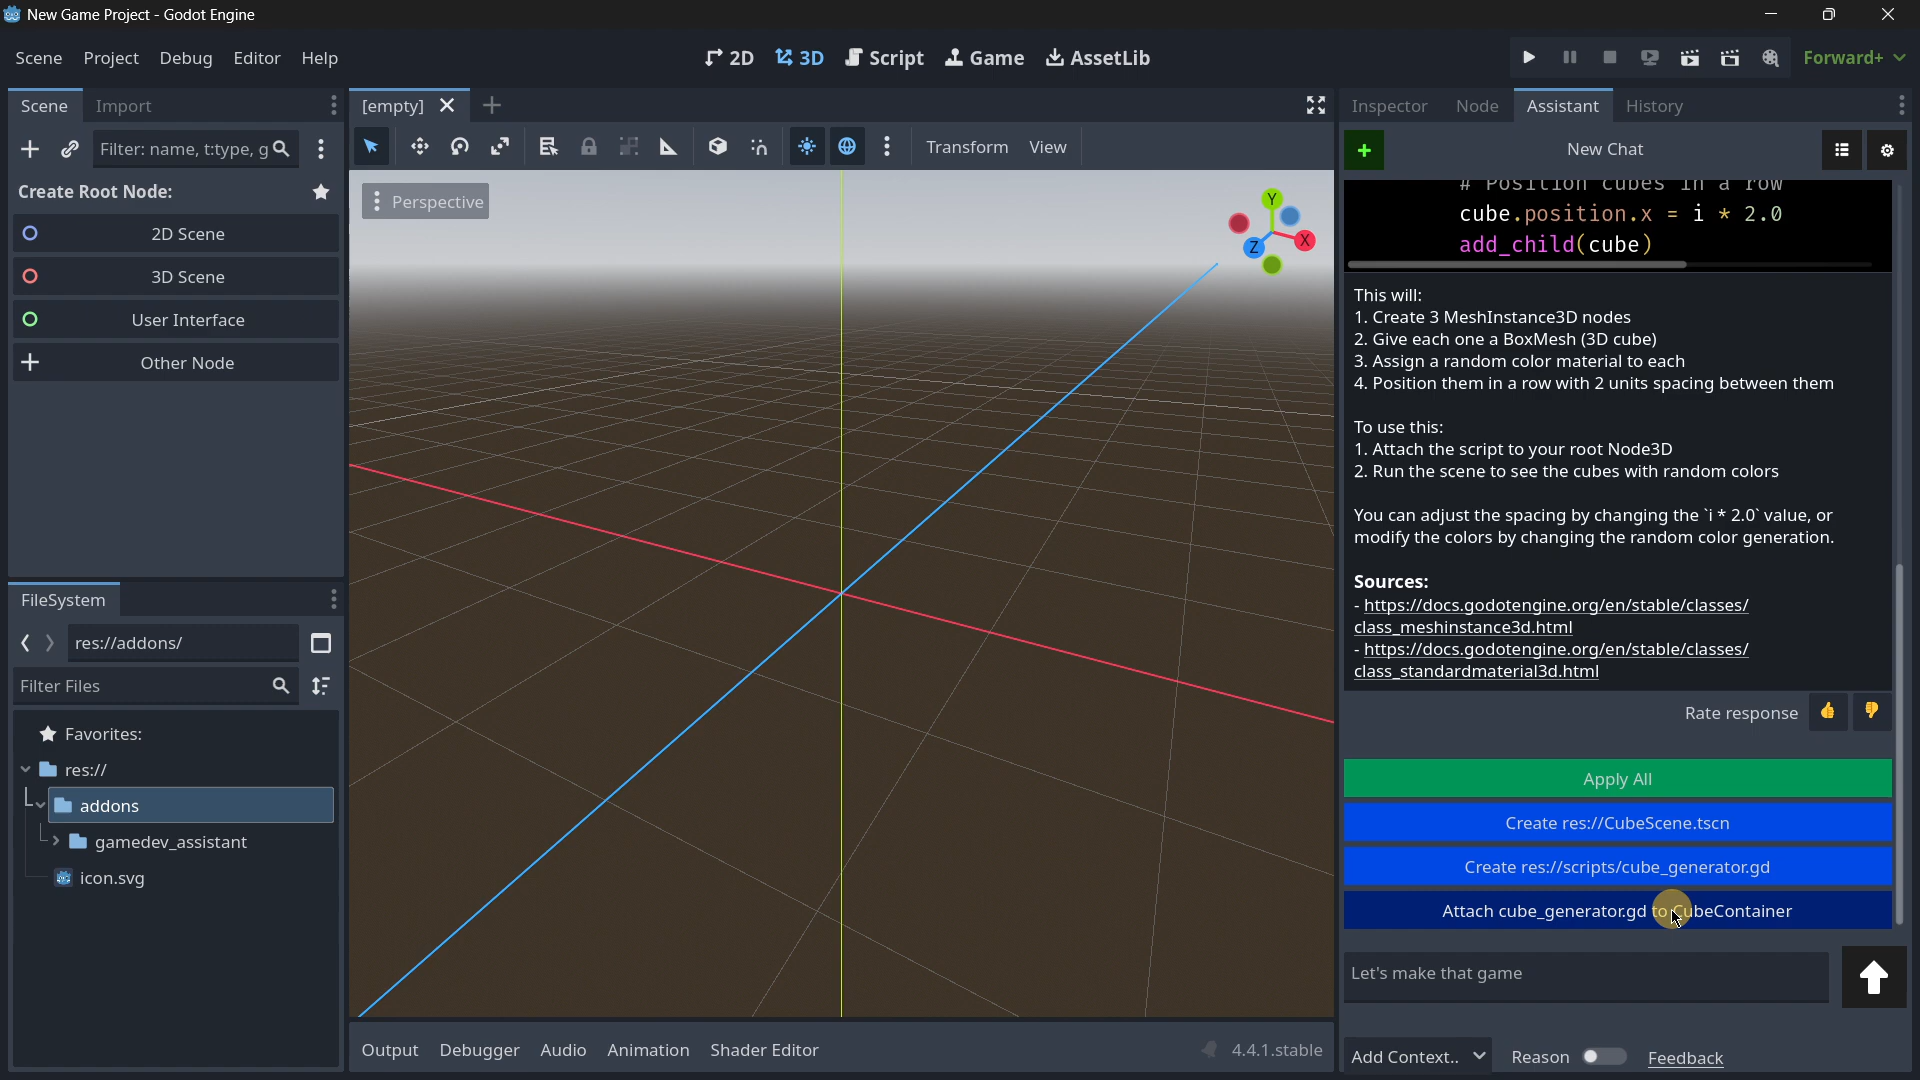 New Game Project - Godot Engine
Scene Project Debug Editor Help
2D 3D Script Game AssetLib
Forward+
Scene Import
Filter: name, t:type, g
Create Root Node:
2D Scene
3D Scene
User Interface
Other Node
FileSystem
res://addons/
Filter Files
Favorites:
res://
addons
gamedev_assistant
icon.svg
[empty]
Transform View
Perspective
Y
X
Z
Output Debugger Audio Animation Shader Editor
4.4.1.stable
Inspector Node Assistant History
+
New Chat
# Position cubes in a row
cube.position.x = i * 2.0
add_child(cube)
This will:
1. Create 3 MeshInstance3D nodes
2. Give each one a BoxMesh (3D cube)
3. Assign a random color material to each
4. Position them in a row with 2 units spacing between them
To use this:
1. Attach the script to your root Node3D
2. Run the scene to see the cubes with random colors
You can adjust the spacing by changing the `i * 2.0` value, or
modify the colors by changing the random color generation.
Sources:
- https://docs.godotengine.org/en/stable/classes/
class_meshinstance3d.html
- https://docs.godotengine.org/en/stable/classes/
class_standardmaterial3d.html
Rate response
Apply All
Create res://CubeScene.tscn
Create res://scripts/cube_generator.gd
Attach cube_generator.gd to CubeContainer
Let's make that game
Add Context.. Reason Feedback